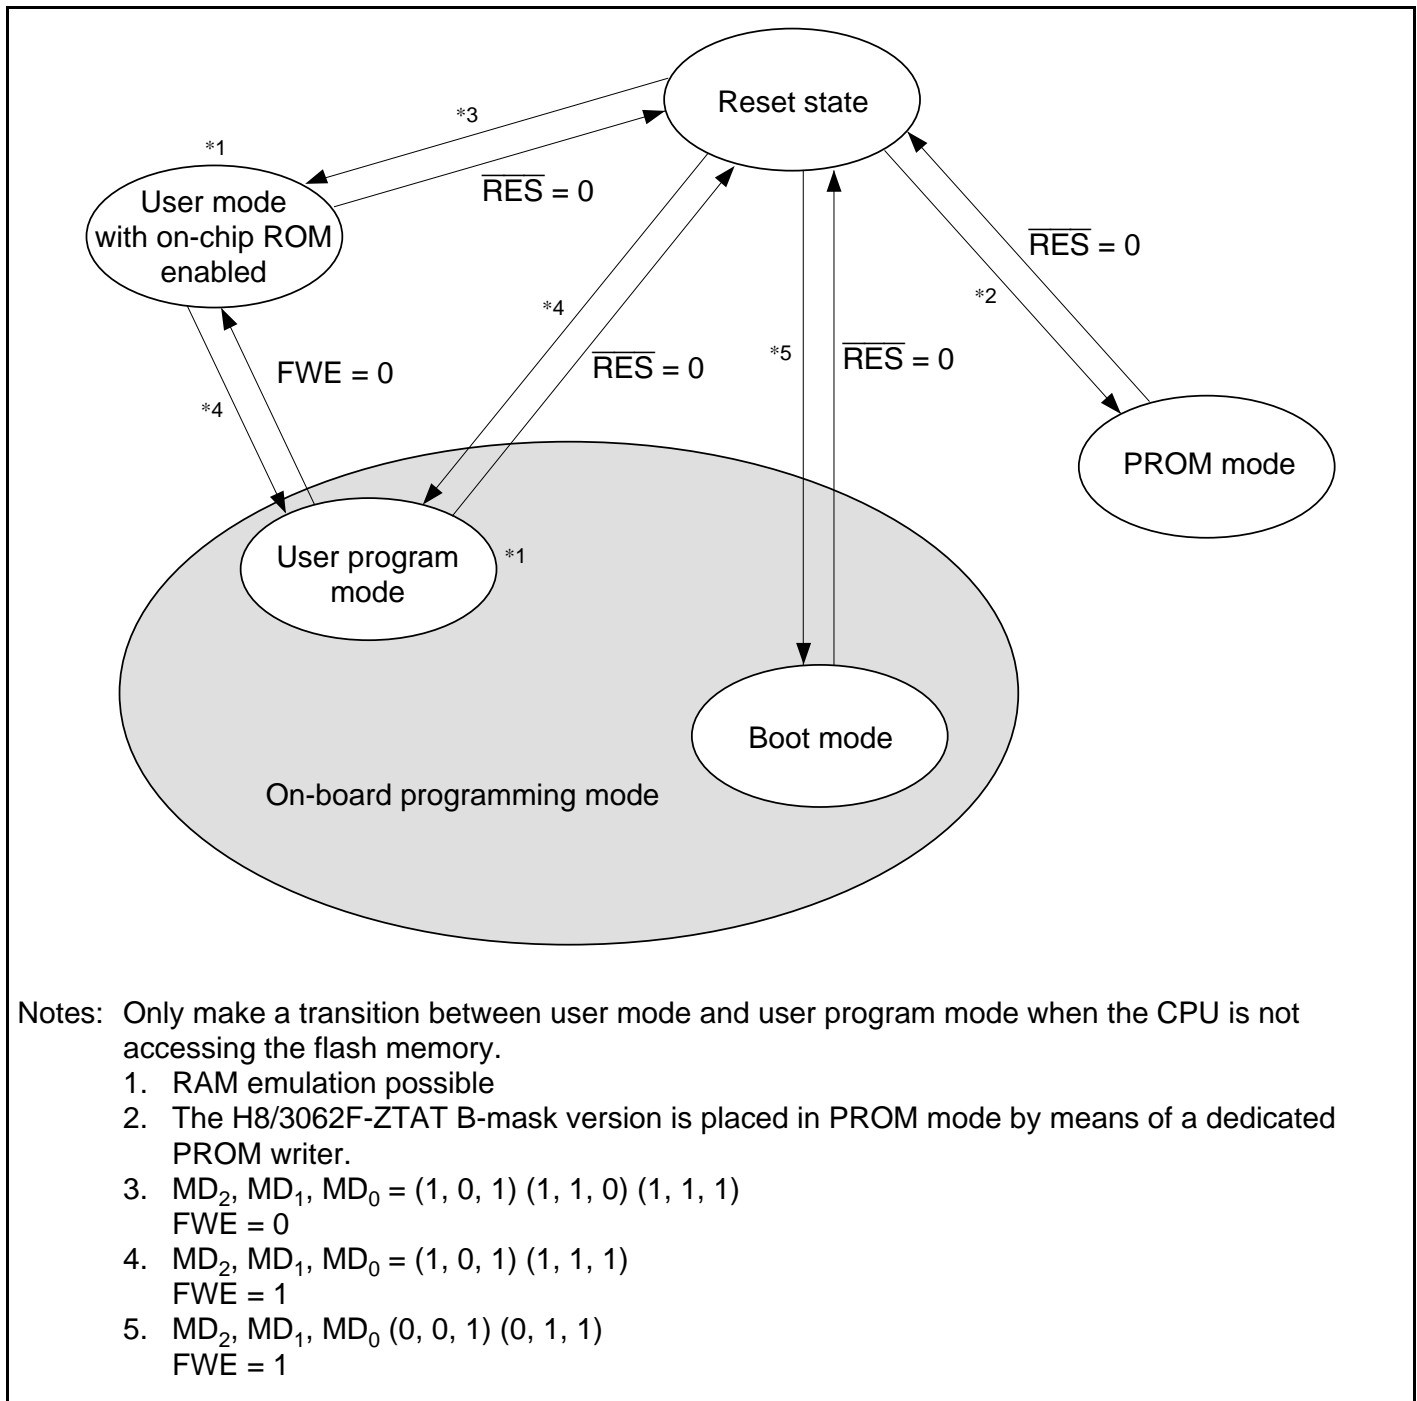 Reset state
*3
*1
RES = 0
User mode
with on-chip ROM
enabled
RES = 0
*2
*4
*5
RES = 0
RES = 0
FWE = 0
*4
PROM mode
User program
mode
*1
Boot mode
On-board programming mode
Notes: Only make a transition between user mode and user program mode when the CPU is not
accessing the flash memory.
1. RAM emulation possible
2. The H8/3062F-ZTAT B-mask version is placed in PROM mode by means of a dedicated
PROM writer.
3. MD2, MD1, MD0 = (1, 0, 1) (1, 1, 0) (1, 1, 1)
FWE = 0
4. MD2, MD1, MD0 = (1, 0, 1) (1, 1, 1)
FWE = 1
5. MD2, MD1, MD0 (0, 0, 1) (0, 1, 1)
FWE = 1